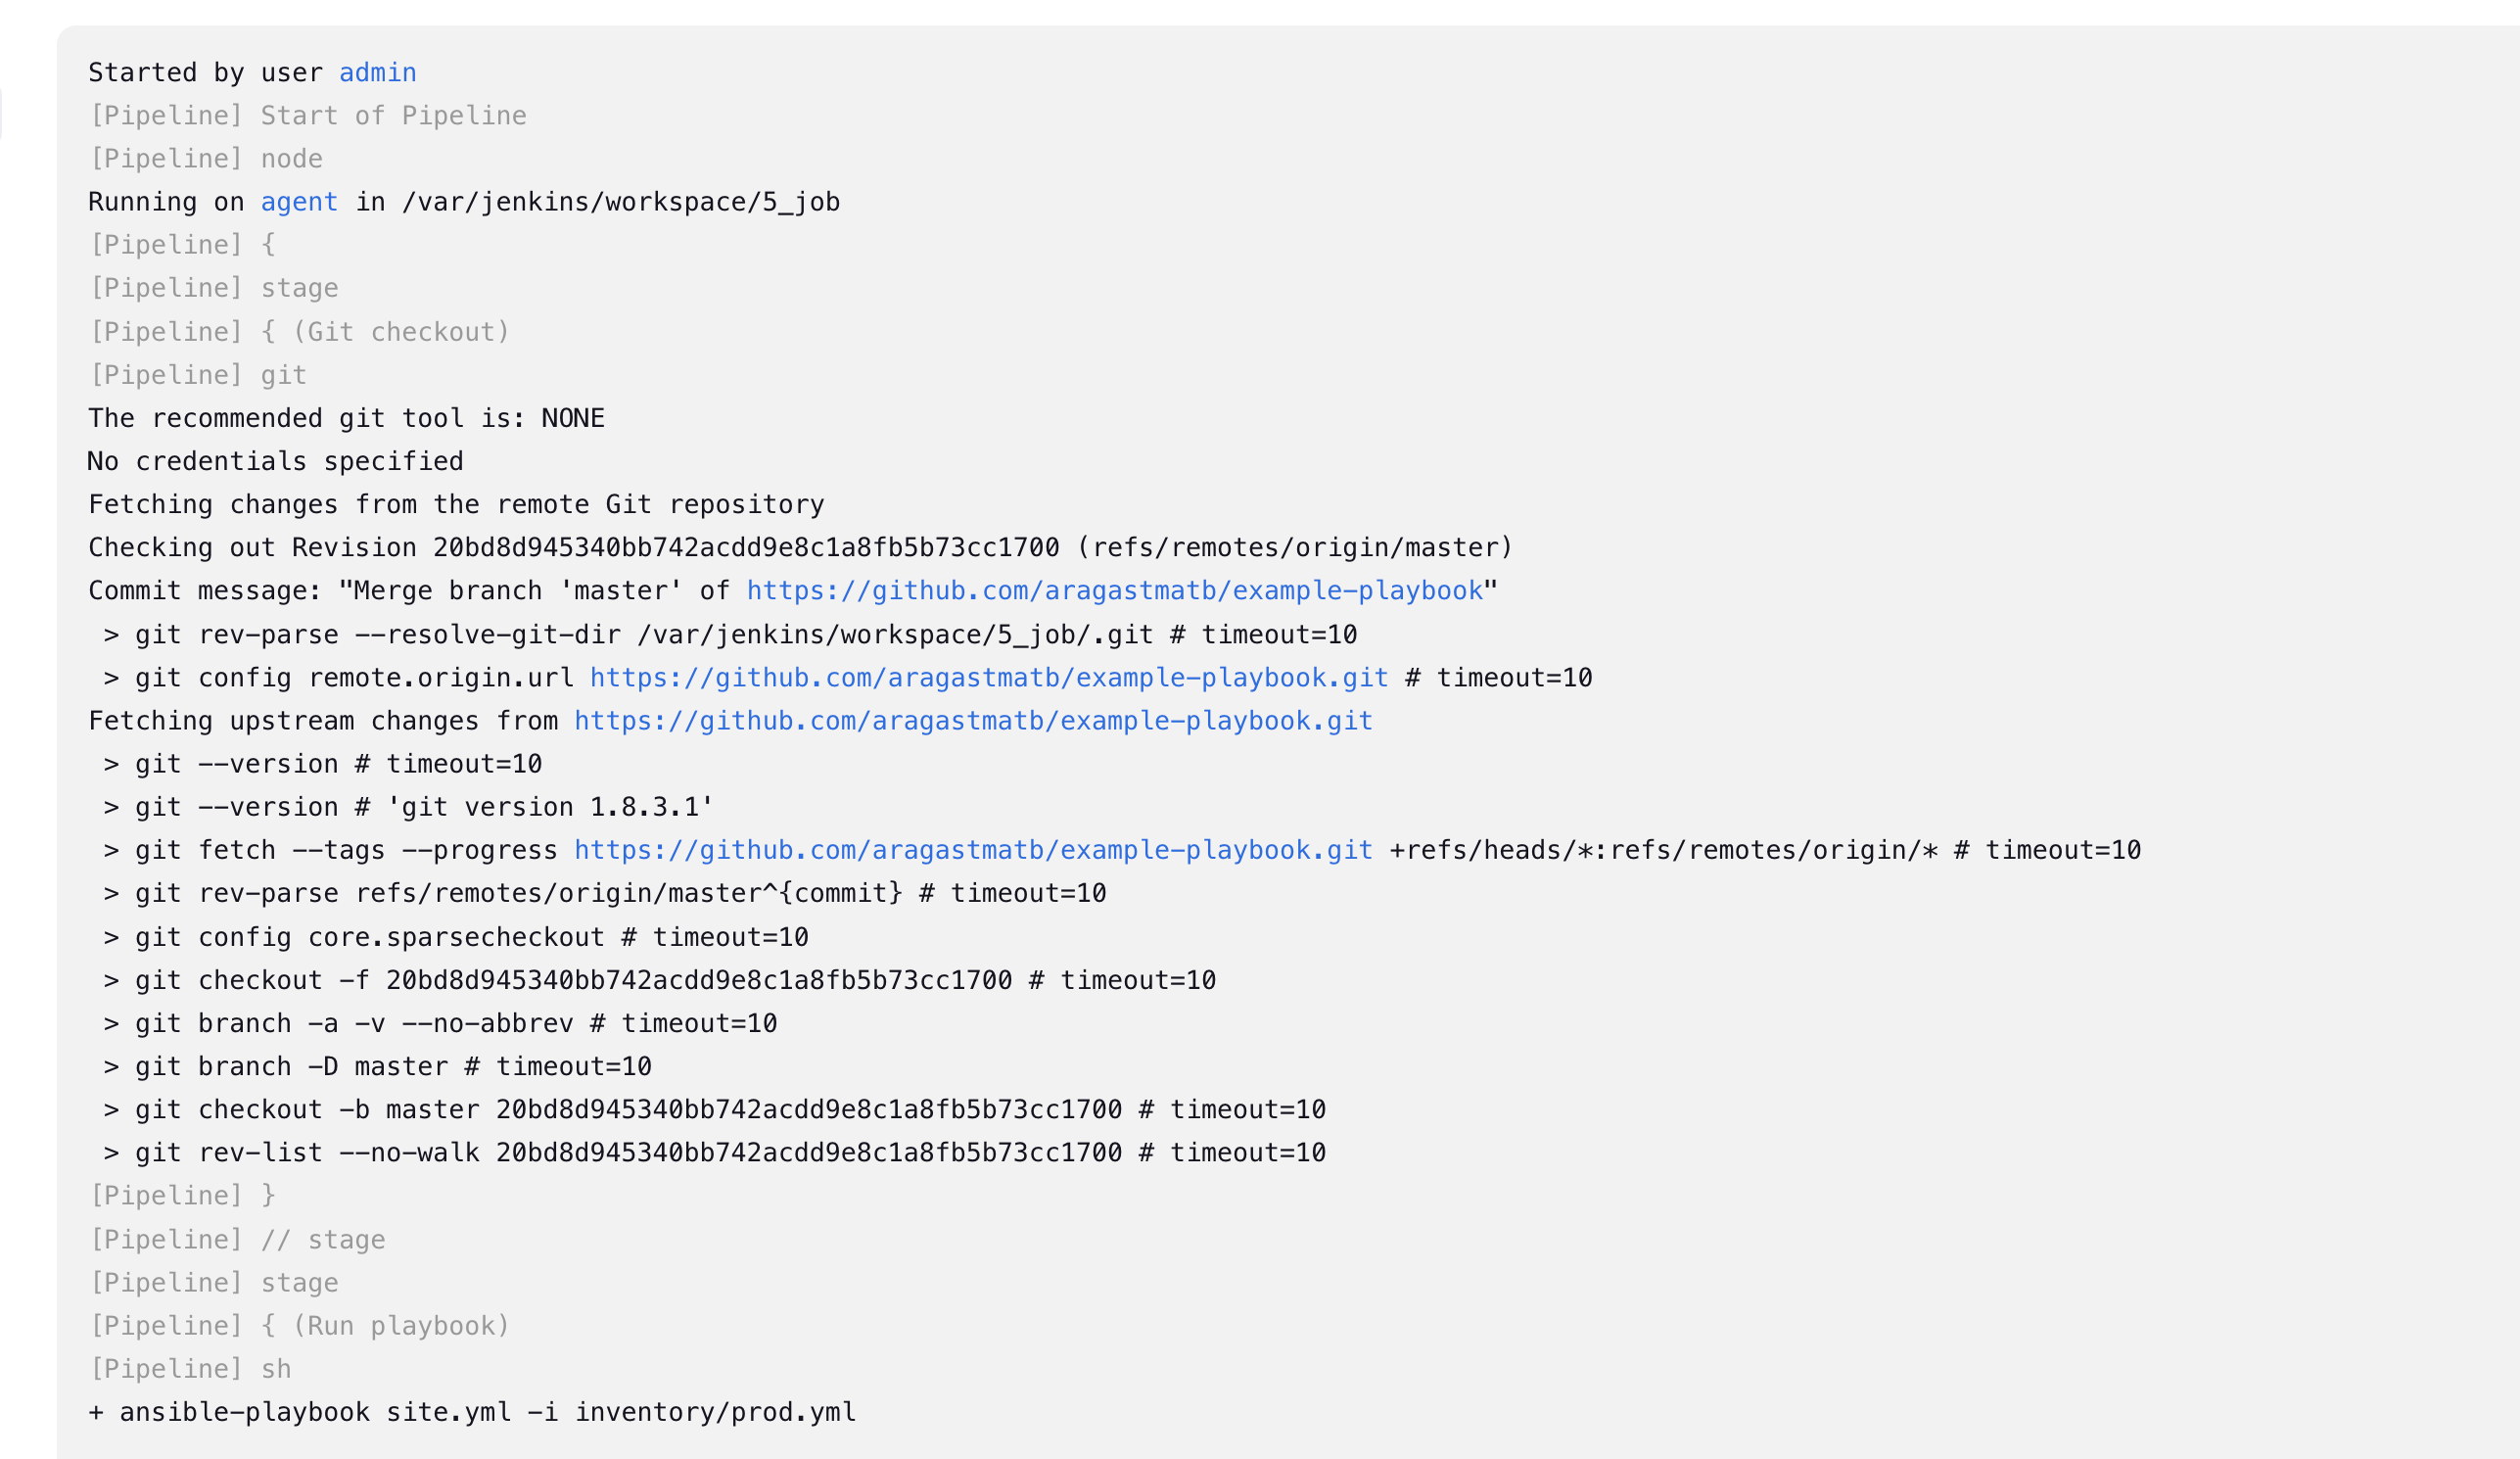 Started by user admin
[Pipeline] Start of Pipeline
[Pipeline] node
Running on agent in /var/jenkins/workspace/5_job
[Pipeline] {
[Pipeline] stage
[Pipeline] { (Git checkout)
[Pipeline] git
The recommended git tool is: NONE
No credentials specified
Fetching changes from the remote Git repository
Checking out Revision 20bd8d945340bb742acdd9e8c1a8fb5b73cc1700 (refs/remotes/origin/master)
Commit message: "Merge branch 'master' of https://github.com/aragastmatb/example-playbook"
 > git rev-parse --resolve-git-dir /var/jenkins/workspace/5_job/.git # timeout=10
 > git config remote.origin.url https://github.com/aragastmatb/example-playbook.git # timeout=10
Fetching upstream changes from https://github.com/aragastmatb/example-playbook.git
 > git --version # timeout=10
 > git --version # 'git version 1.8.3.1'
 > git fetch --tags --progress https://github.com/aragastmatb/example-playbook.git +refs/heads/*:refs/remotes/origin/* # timeout=10
 > git rev-parse refs/remotes/origin/master^{commit} # timeout=10
 > git config core.sparsecheckout # timeout=10
 > git checkout -f 20bd8d945340bb742acdd9e8c1a8fb5b73cc1700 # timeout=10
 > git branch -a -v --no-abbrev # timeout=10
 > git branch -D master # timeout=10
 > git checkout -b master 20bd8d945340bb742acdd9e8c1a8fb5b73cc1700 # timeout=10
 > git rev-list --no-walk 20bd8d945340bb742acdd9e8c1a8fb5b73cc1700 # timeout=10
[Pipeline] }
[Pipeline] // stage
[Pipeline] stage
[Pipeline] { (Run playbook)
[Pipeline] sh
+ ansible-playbook site.yml -i inventory/prod.yml